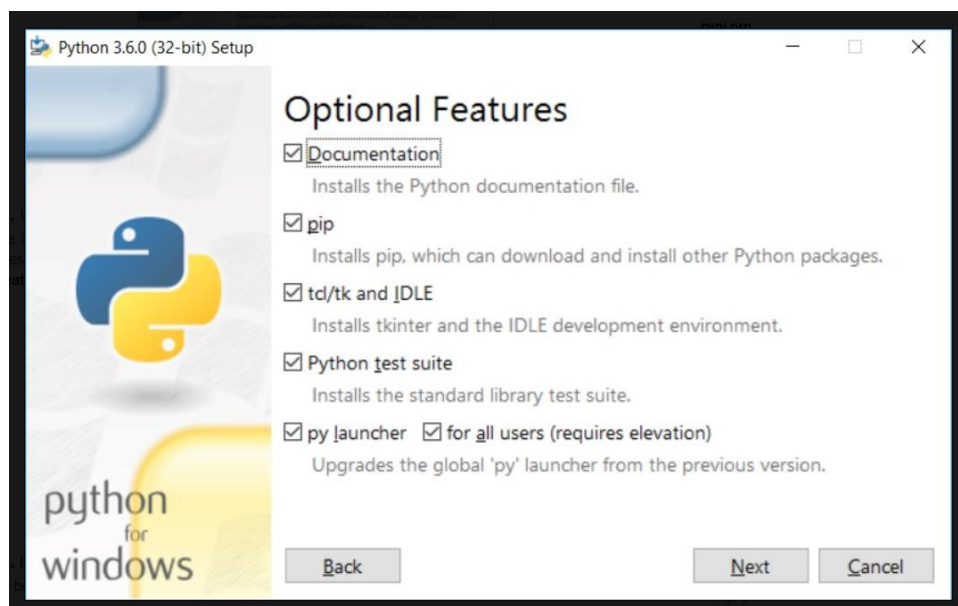 Python 3.6.0 (32-bit) Setup
Optional Features
Documentation
Installs the Python documentation file.
pip
Installs pip, which can download and install other Python packages.
tcl/tk and IDLE
Installs tkinter and the IDLE development environment.
Python test suite
Installs the standard library test suite.
py launcher for all users (requires elevation)
Upgrades the global 'py' launcher from the previous version.
python
for
windows
Back Next Cancel